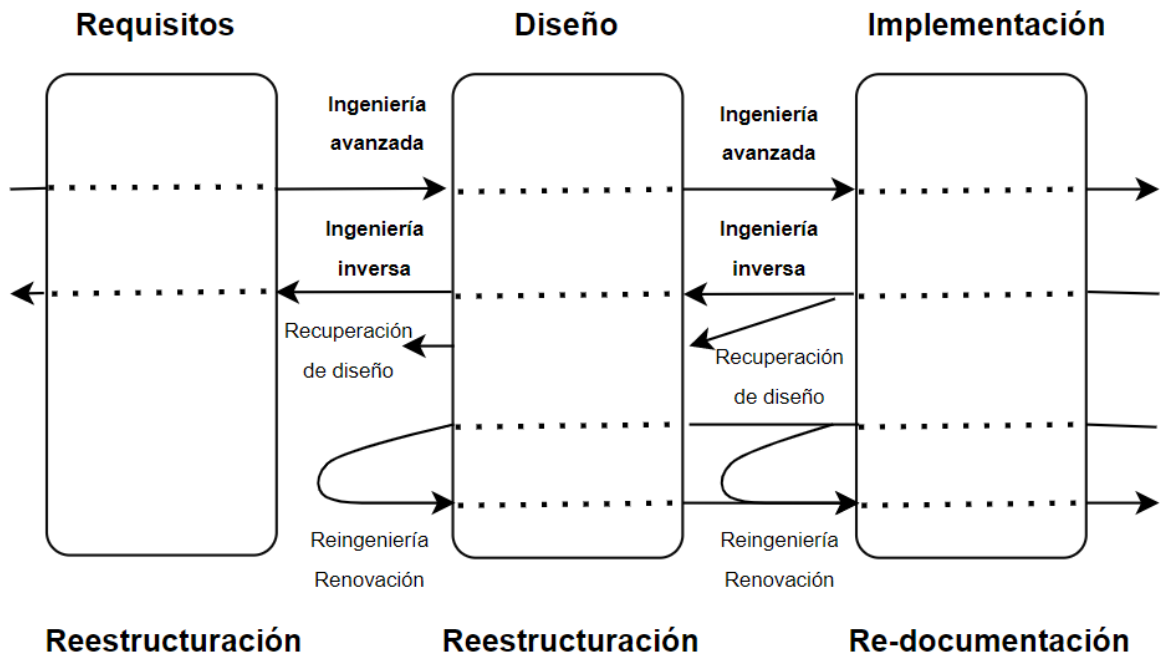 Requisitos
Diseño
Implementación
Ingeniería
avanzada
Ingeniería
avanzada
Ingeniería
inversa
Ingeniería
inversa
Recuperación
de diseño
Recuperación
de diseño
Reingeniería
Renovación
Reingeniería
Renovación
Reestructuración
Reestructuración
Re-documentación